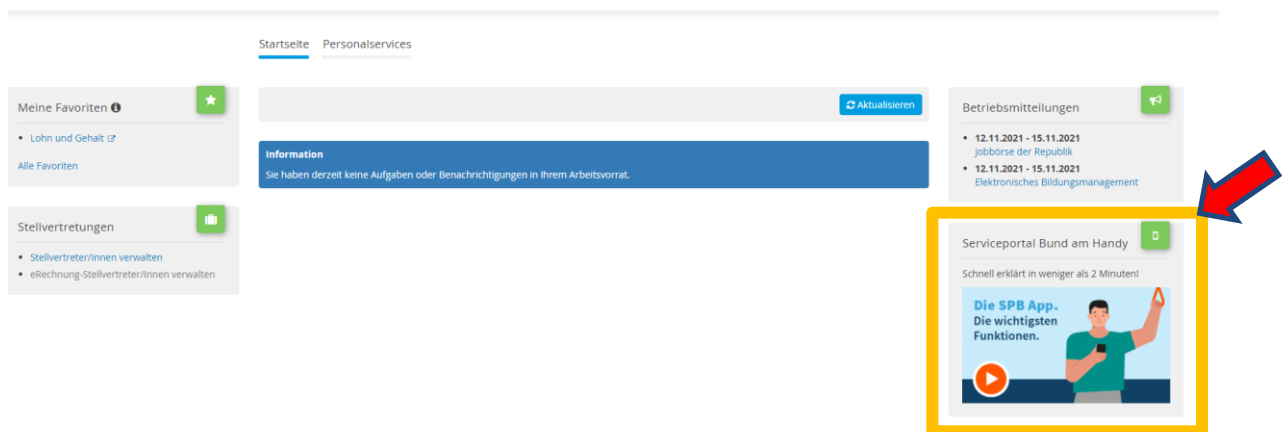 Startseite Personalservices
Meine Favoriten
Lohn und Gehalt
Alle Favoriten
Stellvertretungen
Stellvertreter/innen verwalten
eRechnung-Stellvertreter/innen verwalten
Aktualisieren
Information
Sie haben derzeit keine Aufgaben oder Benachrichtigungen in Ihrem Arbeitsvorrat.
Betriebsmitteilungen
12.11.2021 - 15.11.2021
Jobbörse der Republik
12.11.2021 - 15.11.2021
Elektronisches Bildungsmanagement
Serviceportal Bund am Handy
Schnell erklärt in weniger als 2 Minuten!
Die SPB App.
Die wichtigsten
Funktionen.